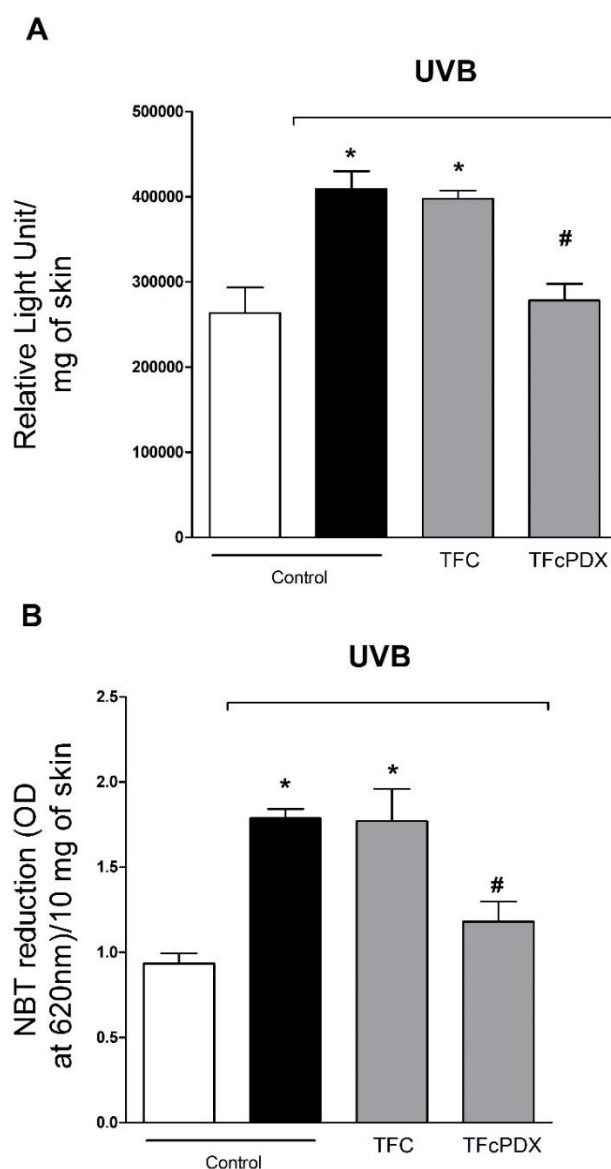 A
UVB
Relative Light Unit/
mg of skin
500000
400000
300000
200000
100000
0
*
*
#
Control
TFC
TFcPDX
B
UVB
NBT reduction (OD
at 620nm)/10 mg of skin
2.5
2.0
1.5
1.0
0.5
0.0
*
*
#
Control
TFC
TFcPDX